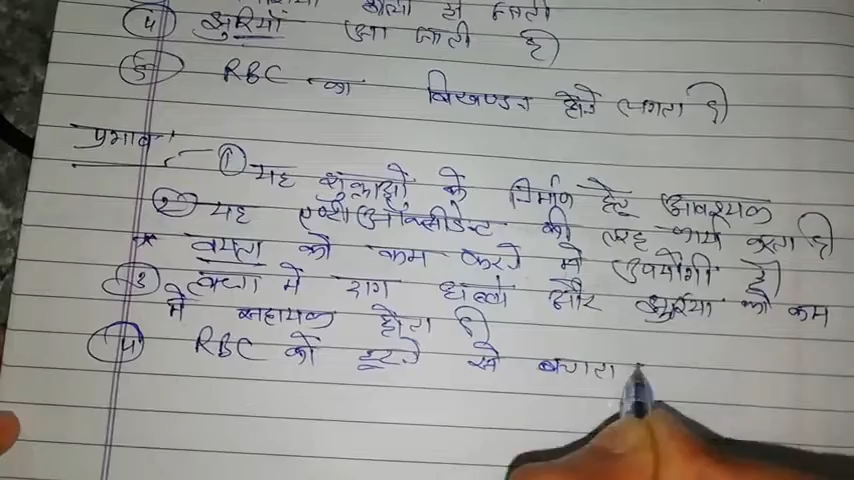 हो जाती
④ झुरियाँ आ जाती है
⑤ RBC का विखण्डन होने लगता है
प्रभाव :-
① यह शुक्राणुओं के निर्माण हेतु आवश्यक
② यह एण्टीऑक्सीडेन्ट की तरह कार्य करता है
* को कम करने में उपयोगी है
③ त्वचा में दाग धब्बे और झुरियां को कम
में सहायक होता है
④ RBC को टूटने से बचाता